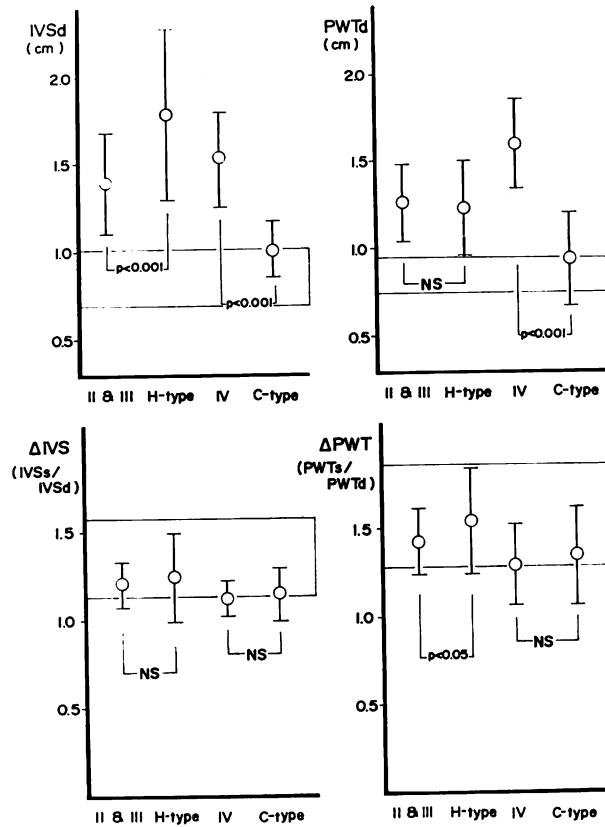 IVSd
(cm)
2.0
1.5
1.0
0.5
p<0.001
p<0.001
II & III H-type IV C-type
PWTd
(cm)
2.0
1.5
1.0
0.5
NS
p<0.001
II & III H-type IV C-type
ΔIVS
(IVSs/
IVSd)
1.5
1.0
0.5
NS
NS
II & III H-type IV C-type
ΔPWT
(PWTs/
PWTd)
1.5
1.0
0.5
p<0.05
NS
II & III H-type IV C-type